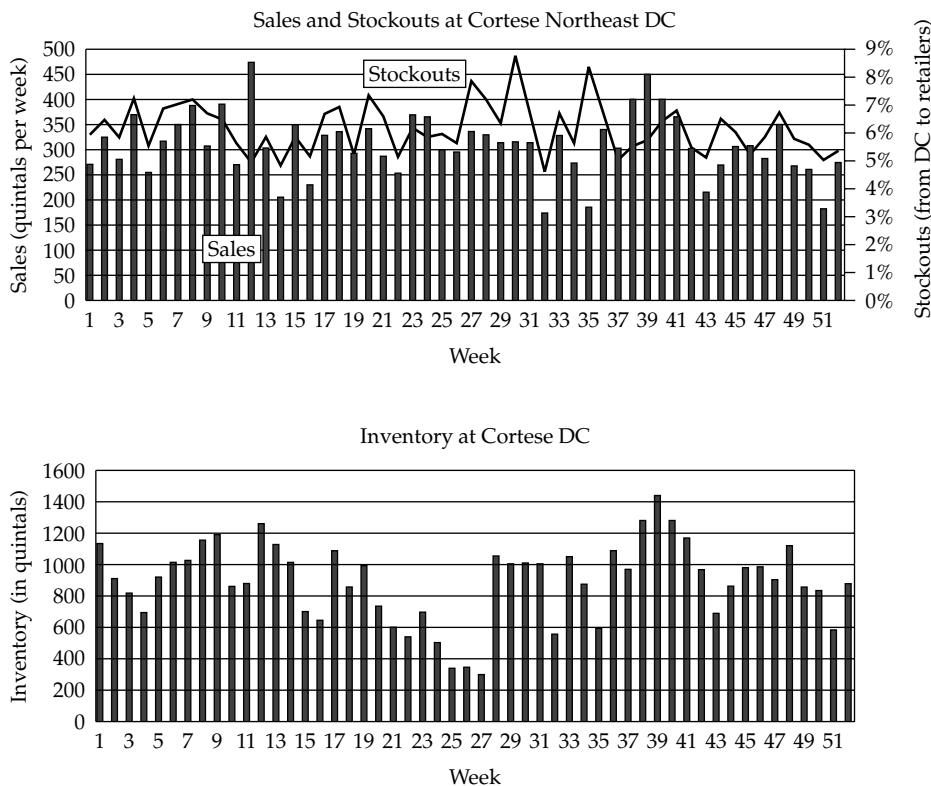 Sales and Stockouts at Cortese Northeast DC
Sales (quintals per week)
500
450
400
350
300
250
200
150
100
50
0
Stockouts
Sales
9%
8%
7%
6%
5%
4%
3%
2%
1%
0%
Stockouts (from DC to retailers)
1 3 5 7 9 11 13 15 17 19 21 23 25 27 29 31 33 35 37 39 41 43 45 47 49 51
Week
Inventory at Cortese DC
Inventory (in quintals)
1600
1400
1200
1000
800
600
400
200
0
1 3 5 7 9 11 13 15 17 19 21 23 25 27 29 31 33 35 37 39 41 43 45 47 49 51
Week